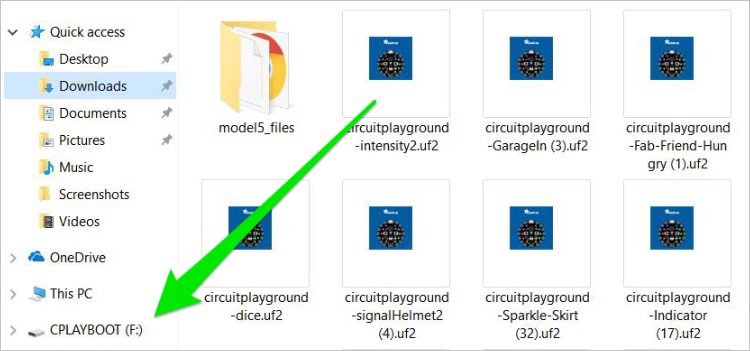 Quick access
Desktop
Downloads
Documents
Pictures
Music
Screenshots
Videos
OneDrive
This PC
CPLAYBOOT (F:)
model5_files
circuitplayground
-intensity2.uf2
circuitplayground
-GarageIn (3).uf2
circuitplayground
-Fab-Friend-Hun
gry (1).uf2
circuitplayground
-dice.uf2
circuitplayground
-signalHelmet2
(4).uf2
circuitplayground
-Sparkle-Skirt
(32).uf2
circuitplayground
-Indicator
(17).uf2